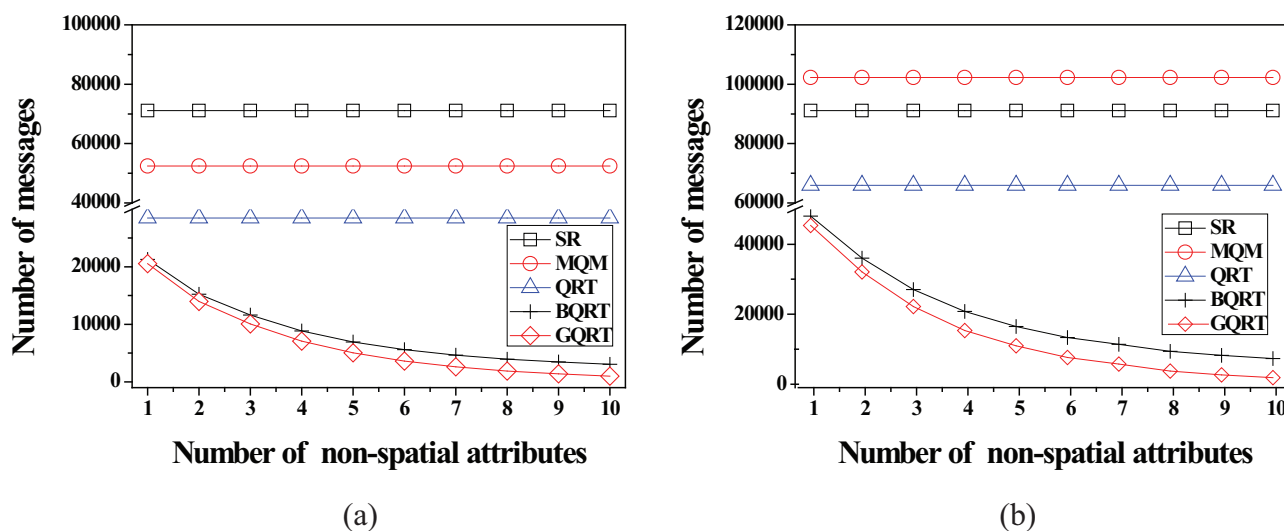 100000
80000
60000
40000
20000
10000
0
Number of messages
SR
MQM
QRT
BQRT
GQRT
1 2 3 4 5 6 7 8 9 10
Number of non-spatial attributes
(a)
120000
100000
80000
60000
40000
20000
0
Number of messages
SR
MQM
QRT
BQRT
GQRT
1 2 3 4 5 6 7 8 9 10
Number of non-spatial attributes
(b)